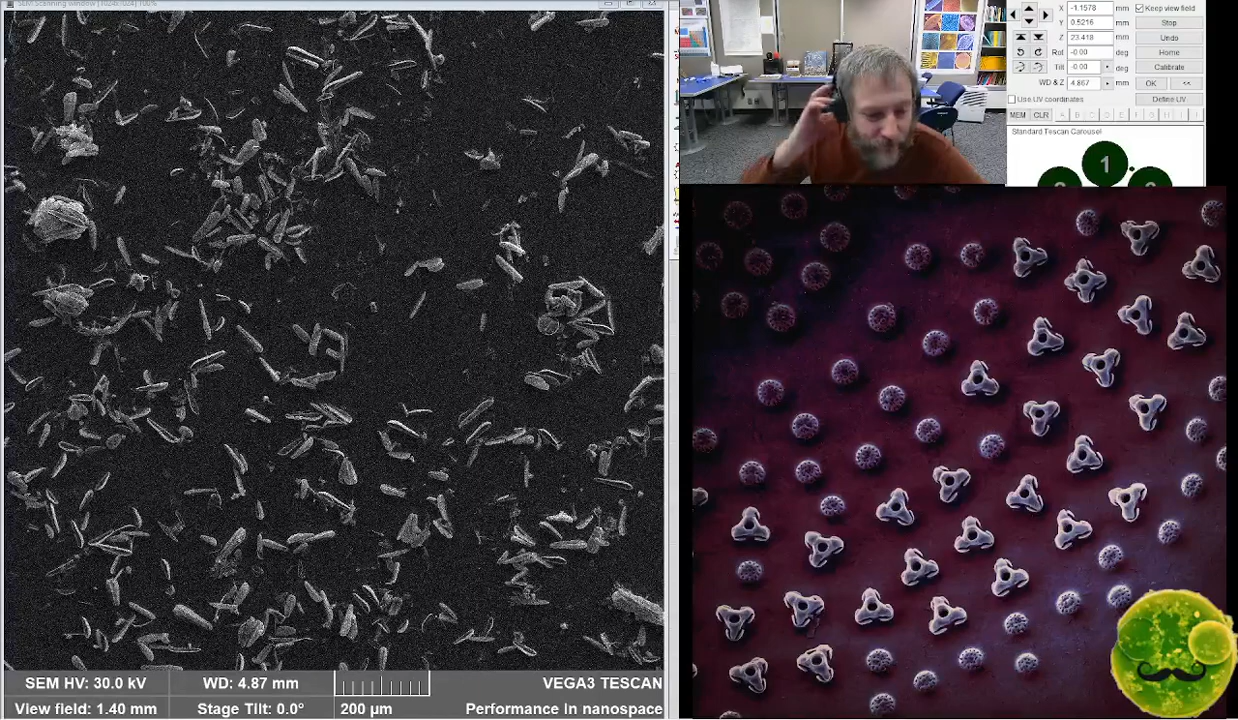 SEM Scanning window [1024x1024] 100%
X -1.1578 mm Keep view field
Y 0.5216 mm Stop
Z 23.418 mm Undo
Rot -0.00 deg Home
Tilt -0.00 deg Calibrate
WD & Z 4.867 mm OK <<
Use UV coordinates Define UV
MEM CLR A B C D E F G H I
Standard Tescan Carousel
1
SEM HV: 30.0 kV WD: 4.87 mm VEGA3 TESCAN
View field: 1.40 mm Stage Tilt: 0.0° 200 µm Performance in nanospace